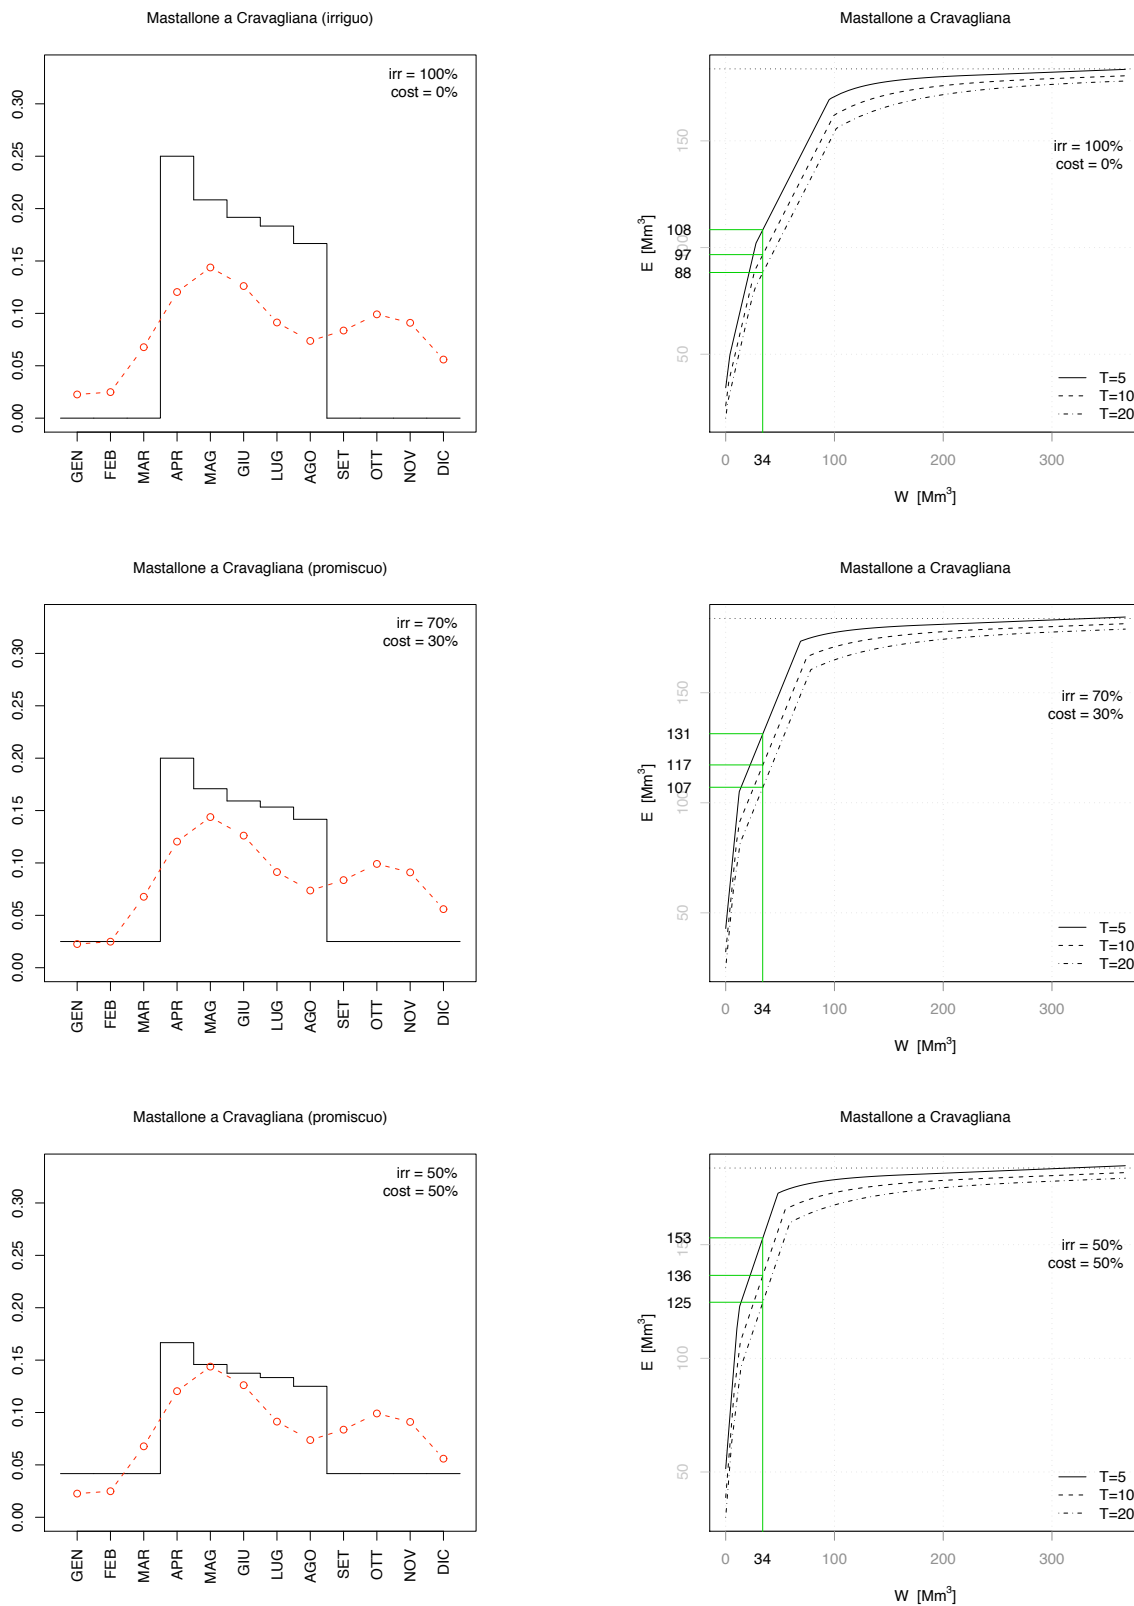 Mastallone a Cravagliana (irriguo)
irr = 100%
cost = 0%
0.30
0.25
0.20
0.15
0.10
0.05
0.00
GEN
FEB
MAR
APR
MAG
GIU
LUG
AGO
SET
OTT
NOV
DIC
Mastallone a Cravagliana
irr = 100%
cost = 0%
E [Mm³]
150
100
50
108
97
88
T=5
T=10
T=20
0
34
100
200
300
W [Mm³]
Mastallone a Cravagliana (promiscuo)
irr = 70%
cost = 30%
0.30
0.25
0.20
0.15
0.10
0.05
0.00
GEN
FEB
MAR
APR
MAG
GIU
LUG
AGO
SET
OTT
NOV
DIC
Mastallone a Cravagliana
irr = 70%
cost = 30%
E [Mm³]
150
100
50
131
117
107
T=5
T=10
T=20
0
34
100
200
300
W [Mm³]
Mastallone a Cravagliana (promiscuo)
irr = 50%
cost = 50%
0.30
0.25
0.20
0.15
0.10
0.05
0.00
GEN
FEB
MAR
APR
MAG
GIU
LUG
AGO
SET
OTT
NOV
DIC
Mastallone a Cravagliana
irr = 50%
cost = 50%
E [Mm³]
150
100
50
153
136
125
T=5
T=10
T=20
0
34
100
200
300
W [Mm³]